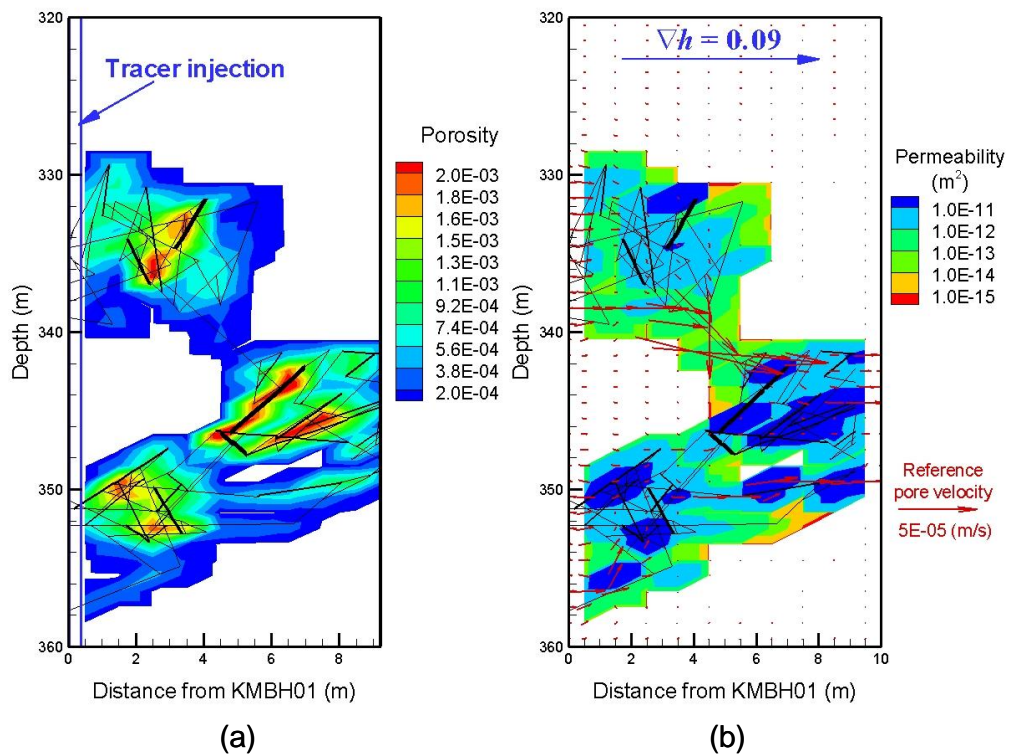 320
330
340
350
360
Depth (m)
0
2
4
6
8
Distance from KMBH01 (m)
Tracer injection
Porosity
2.0E-03
1.8E-03
1.6E-03
1.5E-03
1.3E-03
1.1E-03
9.2E-04
7.4E-04
5.6E-04
3.8E-04
2.0E-04
(a)
320
330
340
350
360
Depth (m)
0
2
4
6
8
10
Distance from KMBH01 (m)
∇h = 0.09
Permeability
(m²)
1.0E-11
1.0E-12
1.0E-13
1.0E-14
1.0E-15
Reference
pore velocity
5E-05 (m/s)
(b)